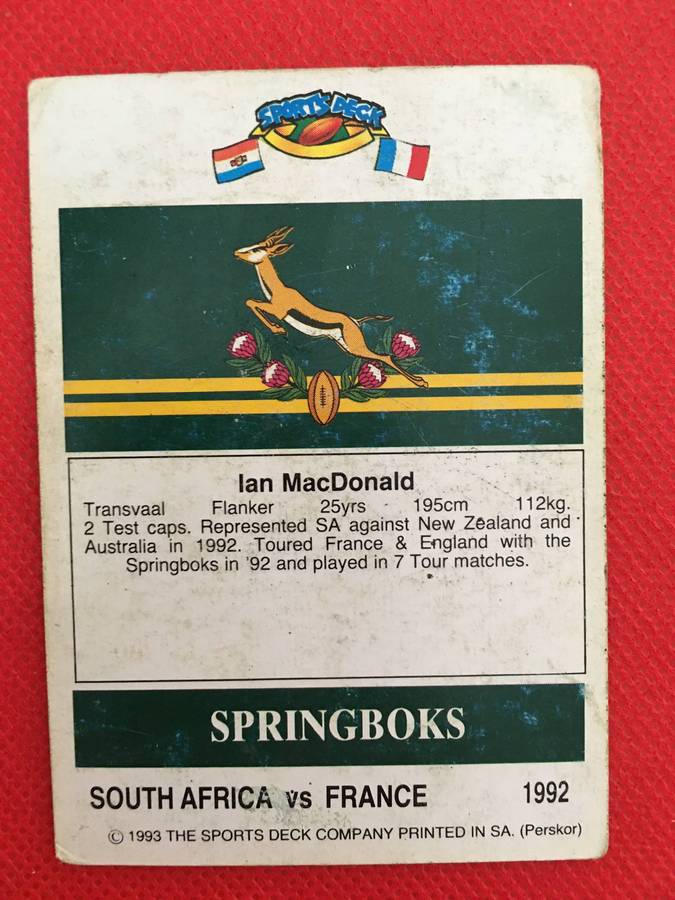 SPORTS DECK
Ian MacDonald
Transvaal Flanker 25yrs 195cm 112kg.
2 Test caps. Represented SA against New Zealand and
Australia in 1992. Toured France & England with the
Springboks in '92 and played in 7 Tour matches.
SPRINGBOKS
SOUTH AFRICA vs FRANCE 1992
© 1993 THE SPORTS DECK COMPANY PRINTED IN SA. (Perskor)